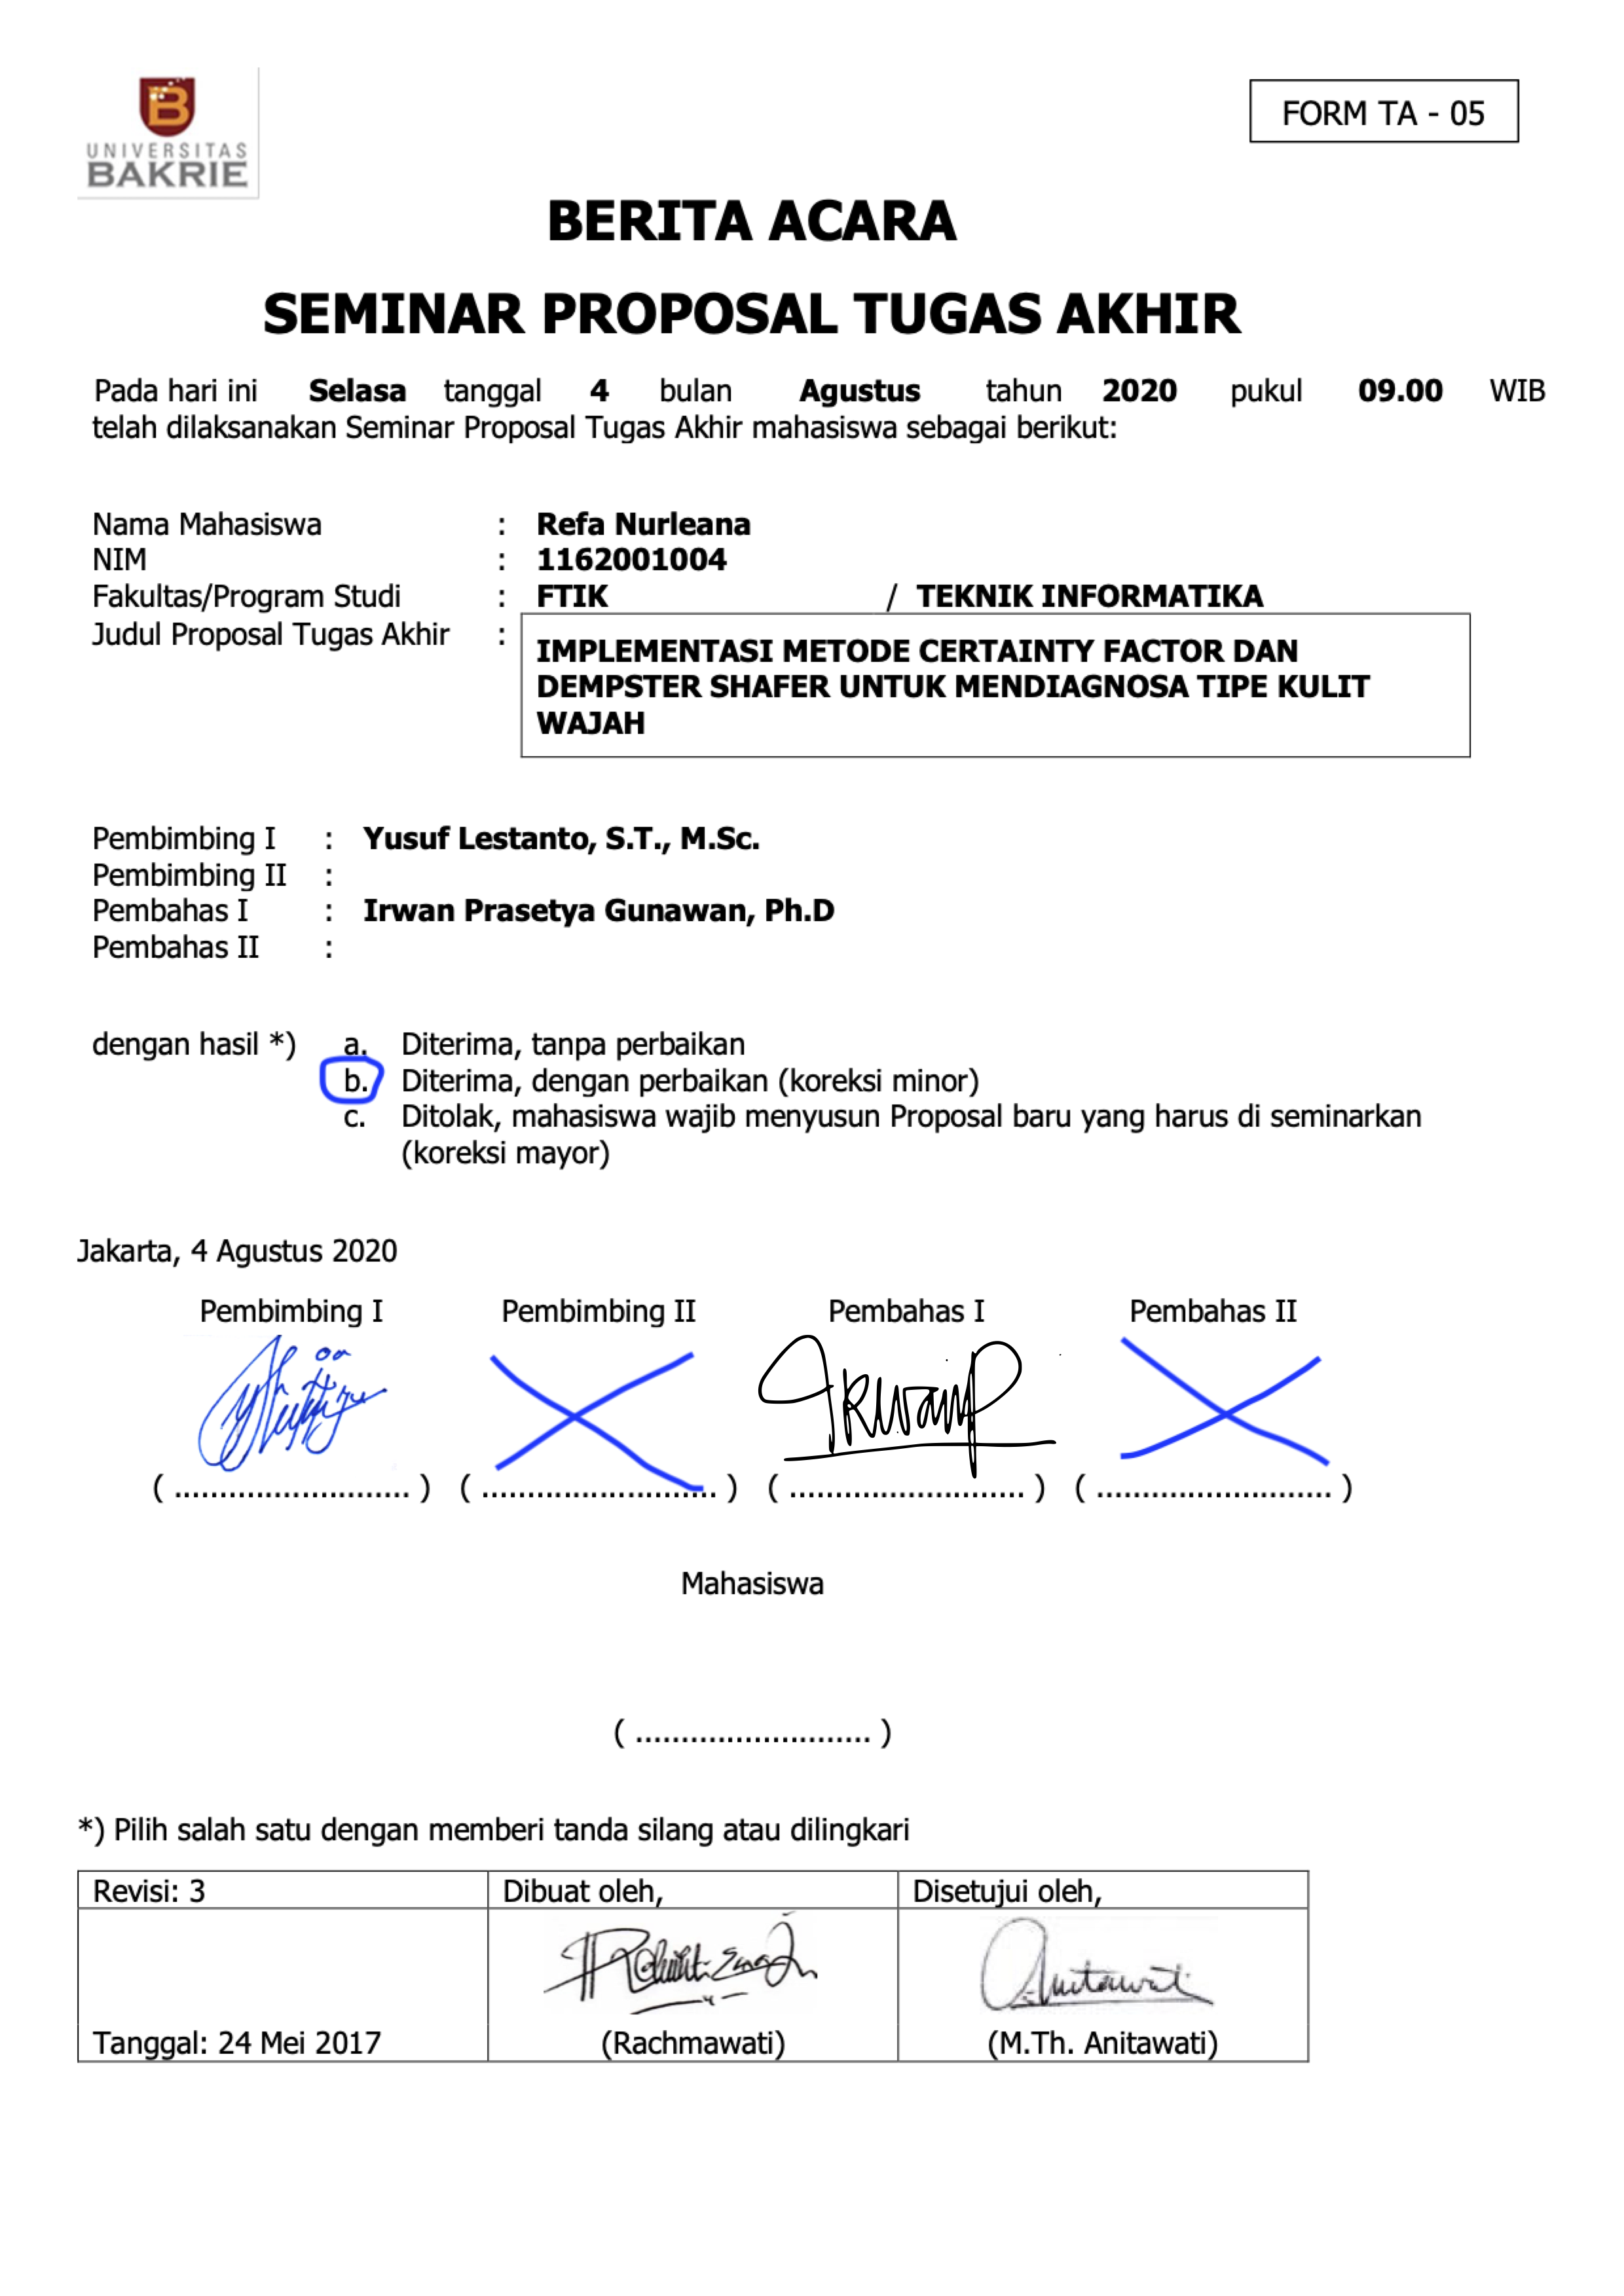 UNIVERSITAS
BAKRIE
FORM TA - 05
BERITA ACARA
SEMINAR PROPOSAL TUGAS AKHIR
Pada hari ini Selasa tanggal 4 bulan Agustus tahun 2020 pukul 09.00 WIB
telah dilaksanakan Seminar Proposal Tugas Akhir mahasiswa sebagai berikut:
Nama Mahasiswa : Refa Nurleana
NIM : 1162001004
Fakultas/Program Studi : FTIK / TEKNIK INFORMATIKA
Judul Proposal Tugas Akhir : IMPLEMENTASI METODE CERTAINTY FACTOR DAN
DEMPSTER SHAFER UNTUK MENDIAGNOSA TIPE KULIT
WAJAH
Pembimbing I : Yusuf Lestanto, S.T., M.Sc.
Pembimbing II :
Pembahas I : Irwan Prasetya Gunawan, Ph.D
Pembahas II :
dengan hasil *) a. Diterima, tanpa perbaikan
b. Diterima, dengan perbaikan (koreksi minor)
c. Ditolak, mahasiswa wajib menyusun Proposal baru yang harus di seminarkan
(koreksi mayor)
Jakarta, 4 Agustus 2020
Pembimbing I Pembimbing II Pembahas I Pembahas II
( ......................... ) ( ......................... ) ( ......................... ) ( ......................... )
Mahasiswa
( ......................... )
*) Pilih salah satu dengan memberi tanda silang atau dilingkari
Revisi: 3 Dibuat oleh, Disetujui oleh,
Tanggal: 24 Mei 2017 (Rachmawati) (M.Th. Anitawati)